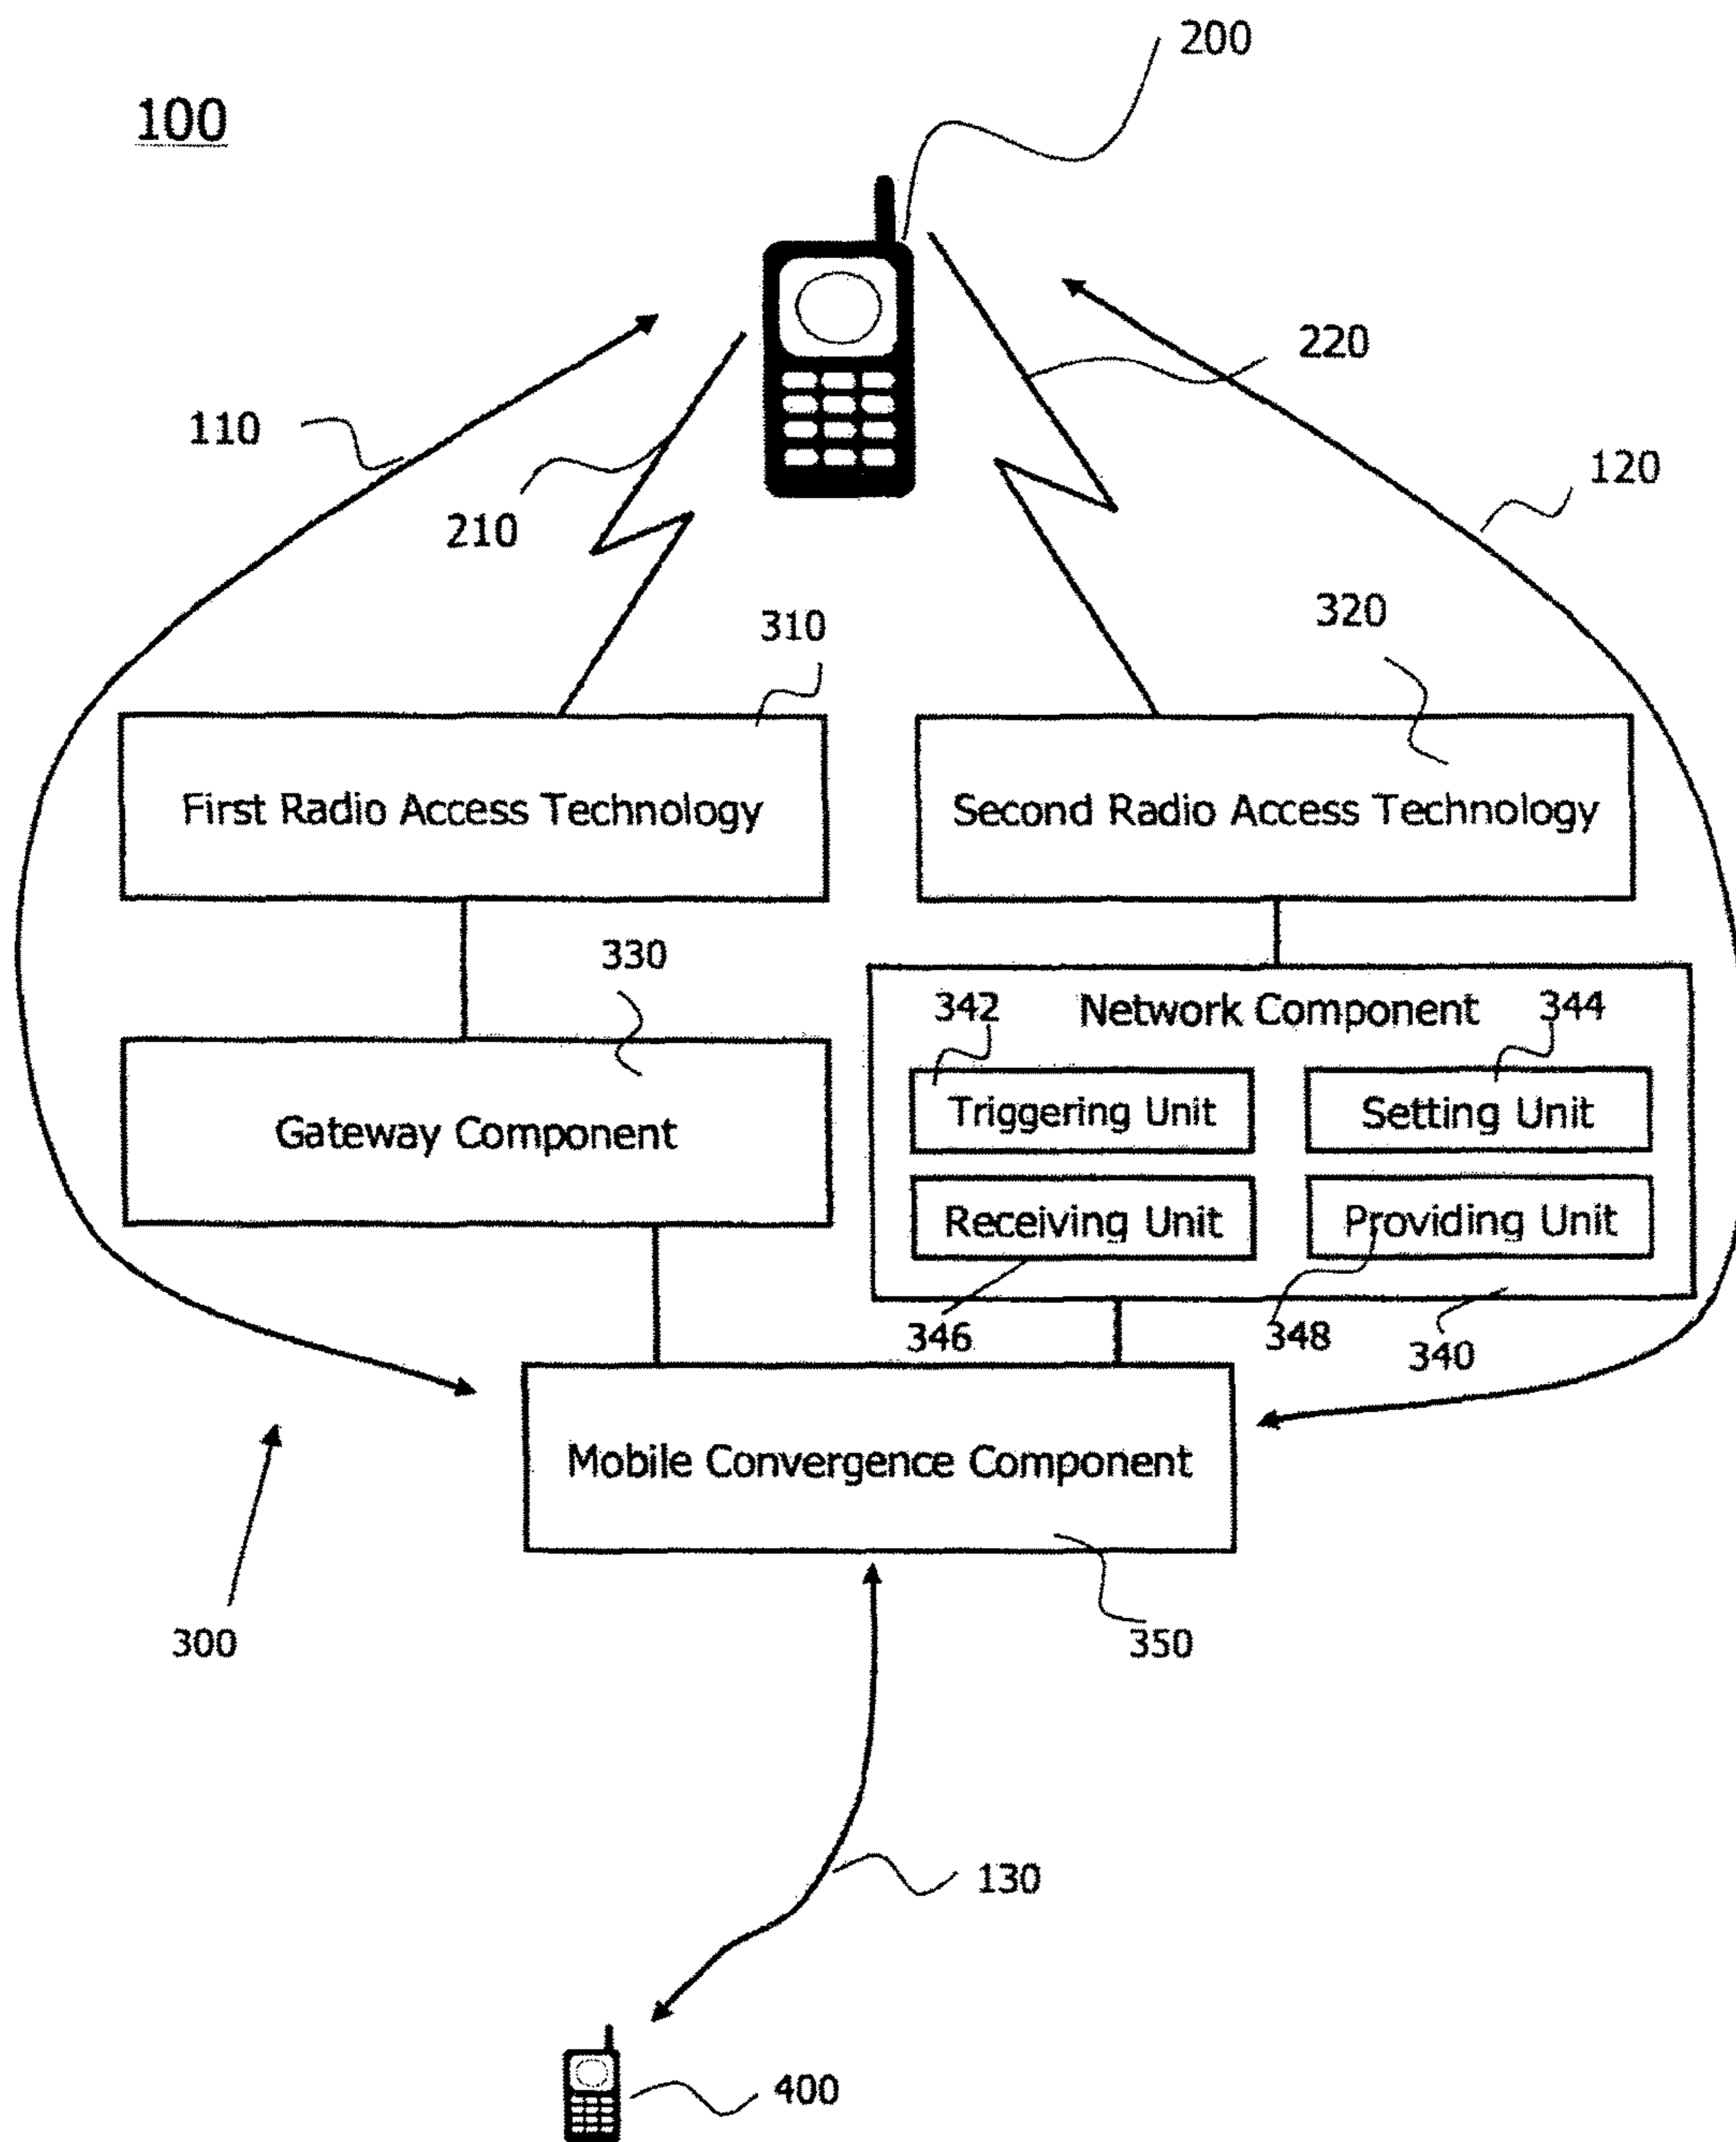 200
100
220
110
120
210
310
320
First Radio Access Technology
Second Radio Access Technology
330
342
Network Component
344
Triggering Unit
Setting Unit
Gateway Component
Receiving Unit
Providing Unit
346
348
340
Mobile Convergence Component
300
350
130
400